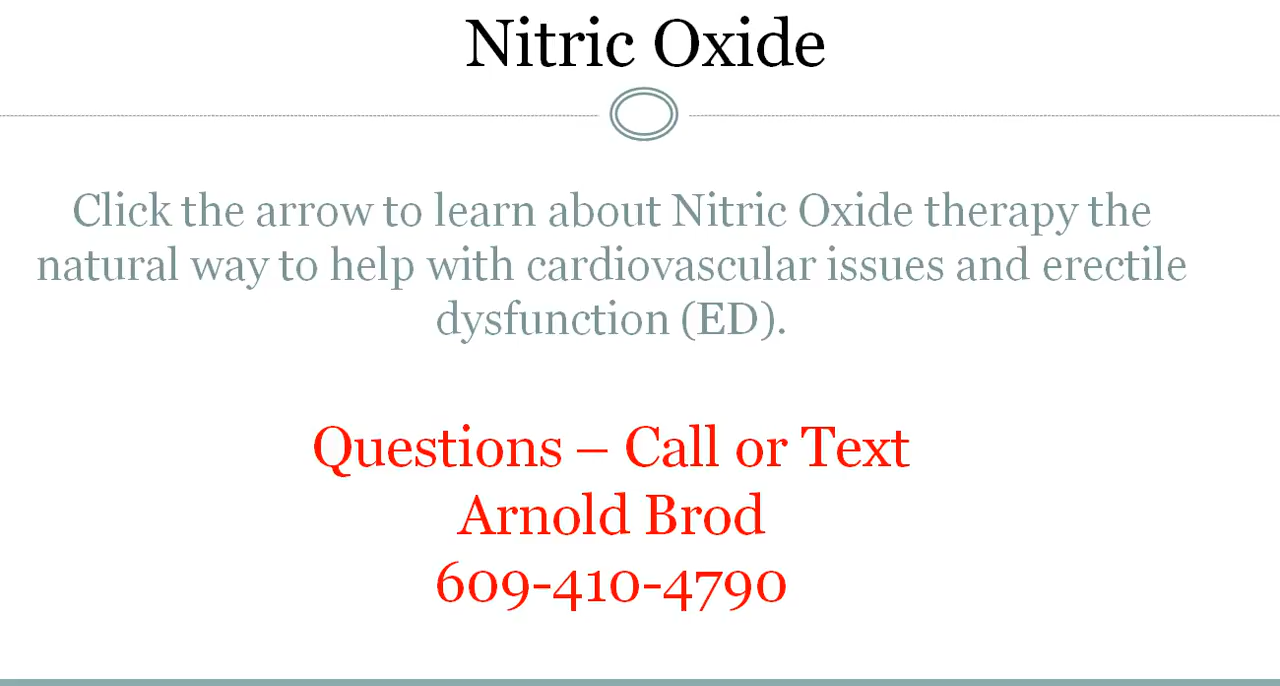 Nitric Oxide
Click the arrow to learn about Nitric Oxide therapy the
natural way to help with cardiovascular issues and erectile
dysfunction (ED).
Questions – Call or Text
Arnold Brod
609-410-4790